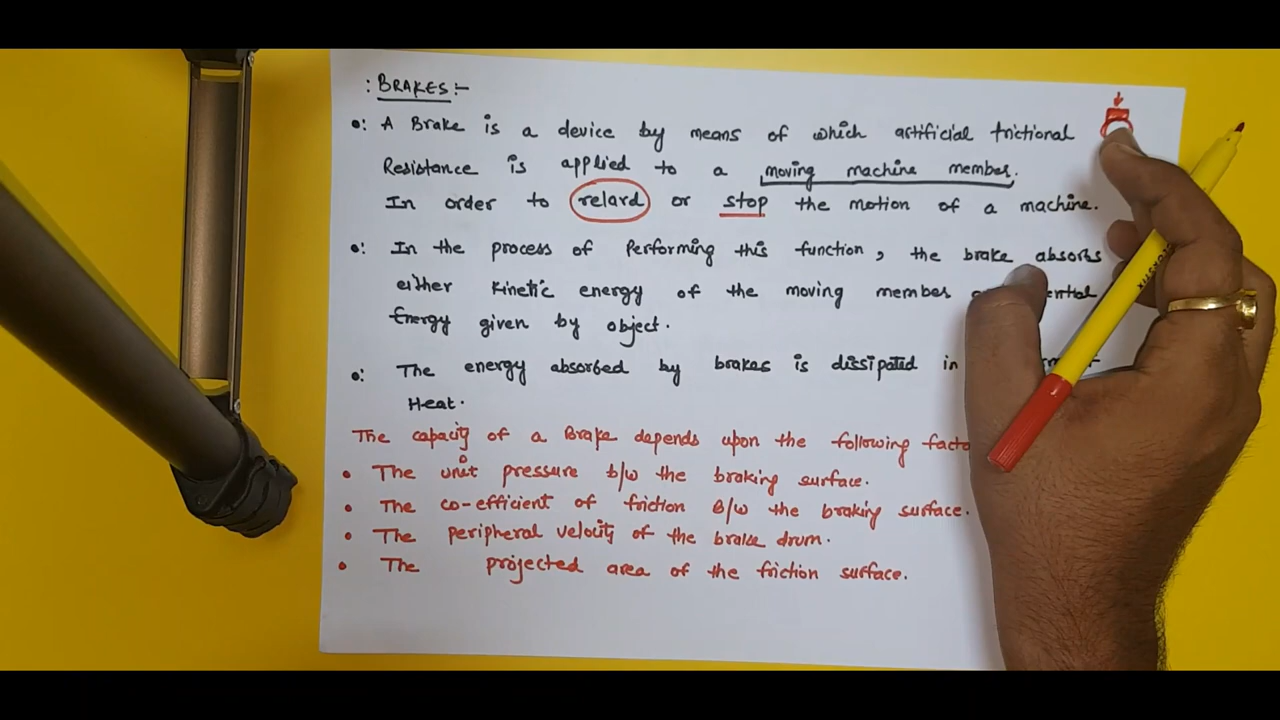 : BRAKES :-
•: A Brake is a device by means of which artificial frictional
Resistance is applied to a moving machine member.
In order to relard or stop the motion of a machine.
•: In the process of Performing this function, the brake absorbs
either Kinetic energy of the moving member
Energy given by object.
•: The energy absorbed by brakes is dissipated in
Heat.
The capacity of a Brake depends upon the following
• The unit pressure b/w the braking surface.
• The co-efficient of friction B/w the braking surface.
• The peripheral velocity of the brake drum.
• The projected area of the friction surface.